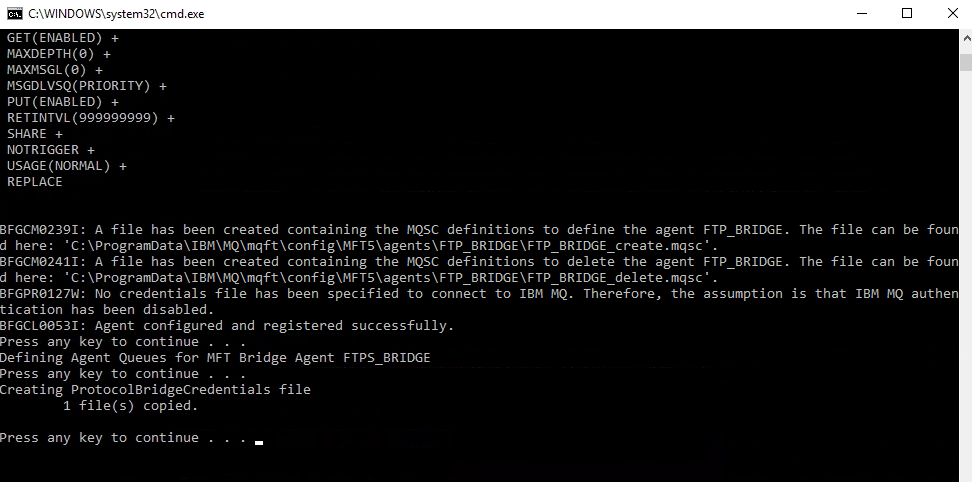 C:\WINDOWS\system32\cmd.exe
GET(ENABLED) +
MAXDEPTH(0) +
MAXMSGL(0) +
MSGDLVSQ(PRIORITY) +
PUT(ENABLED) +
RETINTVL(999999999) +
SHARE +
NOTRIGGER +
USAGE(NORMAL) +
REPLACE
BFGCM0239I: A file has been created containing the MQSC definitions to define the agent FTP_BRIDGE. The file can be foun
d here: 'C:\ProgramData\IBM\MQ\mqft\config\MFT5\agents\FTP_BRIDGE\FTP_BRIDGE_create.mqsc'.
BFGCM0241I: A file has been created containing the MQSC definitions to delete the agent FTP_BRIDGE. The file can be foun
d here: 'C:\ProgramData\IBM\MQ\mqft\config\MFT5\agents\FTP_BRIDGE\FTP_BRIDGE_delete.mqsc'.
BFGPR0127W: No credentials file has been specified to connect to IBM MQ. Therefore, the assumption is that IBM MQ authen
tication has been disabled.
BFGCL0053I: Agent configured and registered successfully.
Press any key to continue . . .
Defining Agent Queues for MFT Bridge Agent FTPS_BRIDGE
Press any key to continue . . .
Creating ProtocolBridgeCredentials file
1 file(s) copied.
Press any key to continue . . .